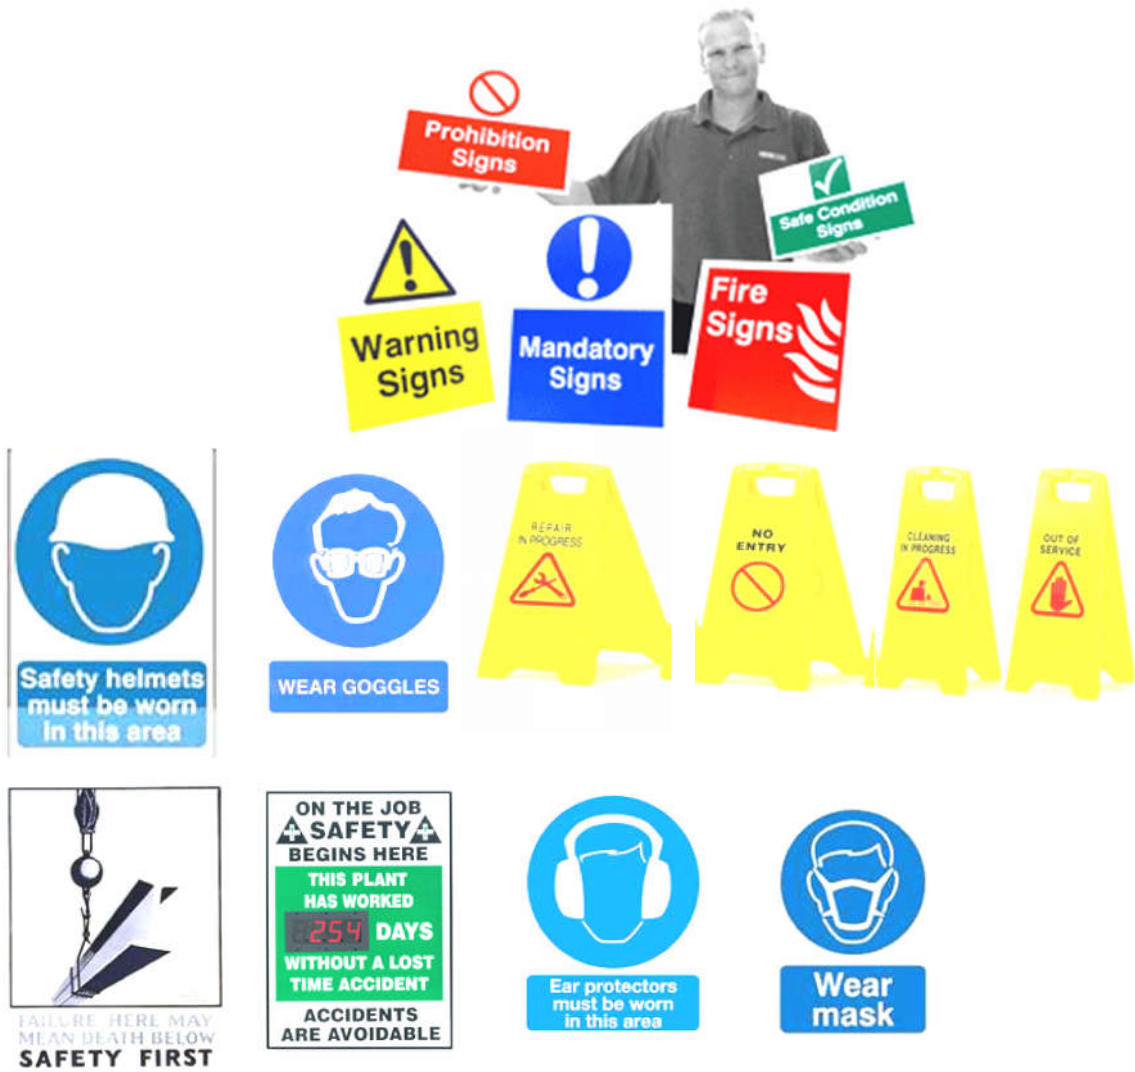 Prohibition
Signs
Safe Condition
Signs
Warning
Signs
Mandatory
Signs
Fire
Signs
Safety helmets
must be worn
in this area
WEAR GOGGLES
REPAIR
IN PROGRESS
NO
ENTRY
CLEANING
IN PROGRESS
OUT OF
SERVICE
FAILURE HERE MAY
MEAN DEATH BELOW
SAFETY FIRST
ON THE JOB
SAFETY
BEGINS HERE
THIS PLANT
HAS WORKED
254 DAYS
WITHOUT A LOST
TIME ACCIDENT
ACCIDENTS
ARE AVOIDABLE
Ear protectors
must be worn
in this area
Wear
mask